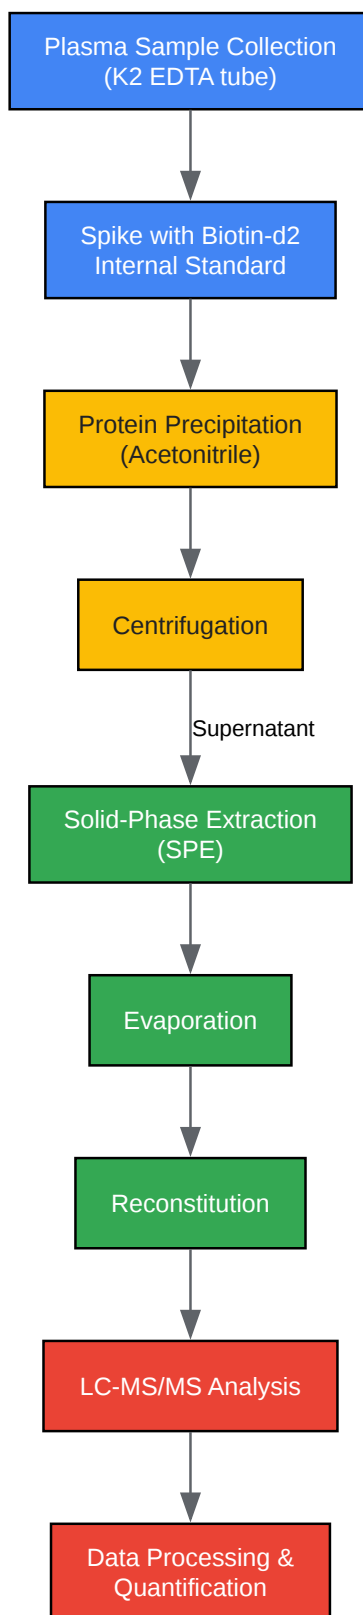 Plasma Sample Collection
(K2 EDTA tube)
Spike with Biotin-d2
Internal Standard
Protein Precipitation
(Acetonitrile)
Centrifugation
Supernatant
Solid-Phase Extraction
(SPE)
Evaporation
Reconstitution
LC-MS/MS Analysis
Data Processing &
Quantification